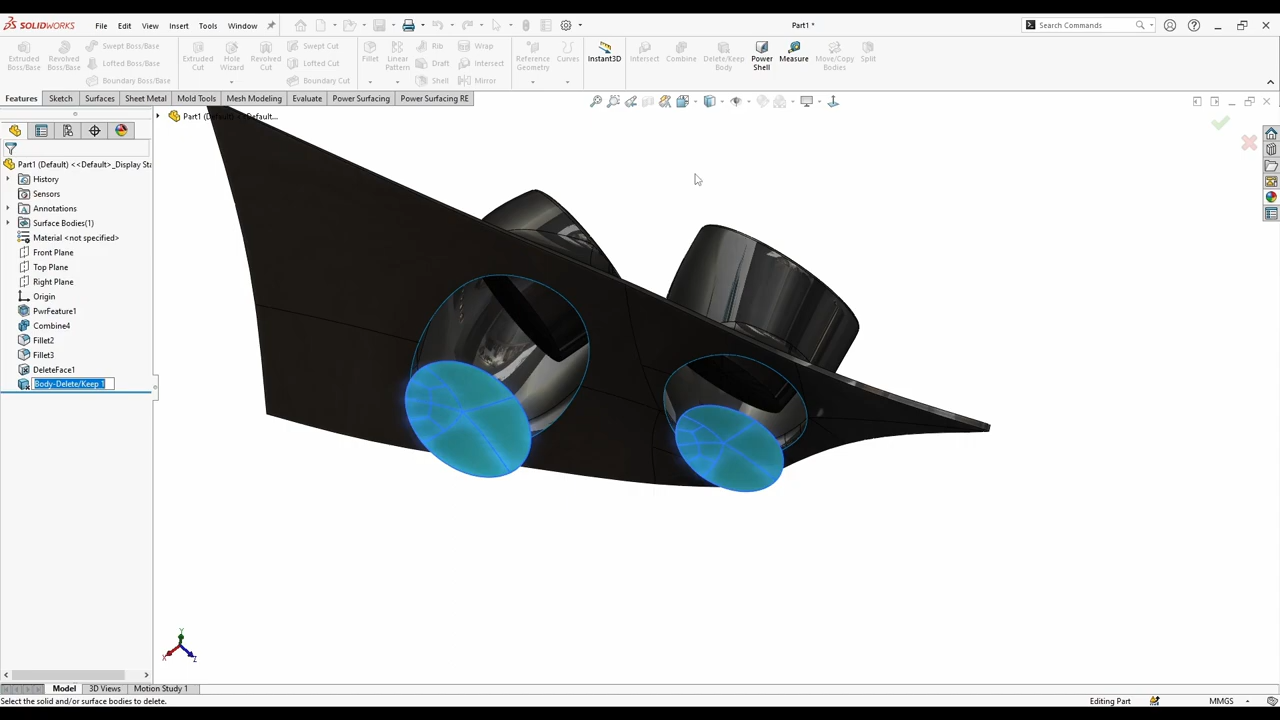 SOLIDWORKS File Edit View Insert Tools Window Part1 * Search Commands
Extruded Boss/Base
Revolved Boss/Base
Swept Boss/Base
Lofted Boss/Base
Boundary Boss/Base
Extruded Cut
Hole Wizard
Revolved Cut
Swept Cut
Lofted Cut
Boundary Cut
Fillet
Linear Pattern
Rib
Draft
Shell
Wrap
Intersect
Mirror
Reference Geometry
Curves
Instant3D
Intersect
Combine
Delete/Keep Body
Power Shell
Measure
Move/Copy Bodies
Split
Features Sketch Surfaces Sheet Metal Mold Tools Mesh Modeling Evaluate Power Surfacing Power Surfacing RE
Part1 (Default) <<Default...
Part1 (Default) <<Default>_Display Sta
History
Sensors
Annotations
Surface Bodies(1)
Material <not specified>
Front Plane
Top Plane
Right Plane
Origin
PwrFeature1
Combine4
Fillet2
Fillet3
DeleteFace1
Body-Delete/Keep 1
Y
X
Z
Model 3D Views Motion Study 1
Select the solid and/or surface bodies to delete. Editing Part MMGS